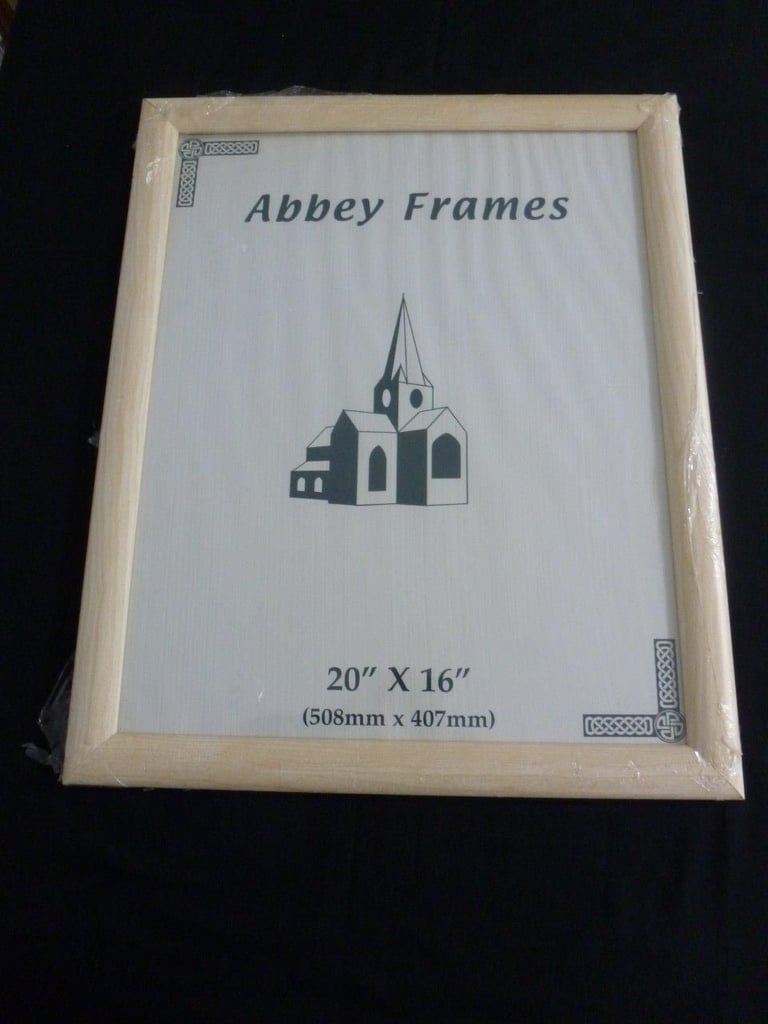 Abbey Frames
20" X 16"
(508mm x 407mm)